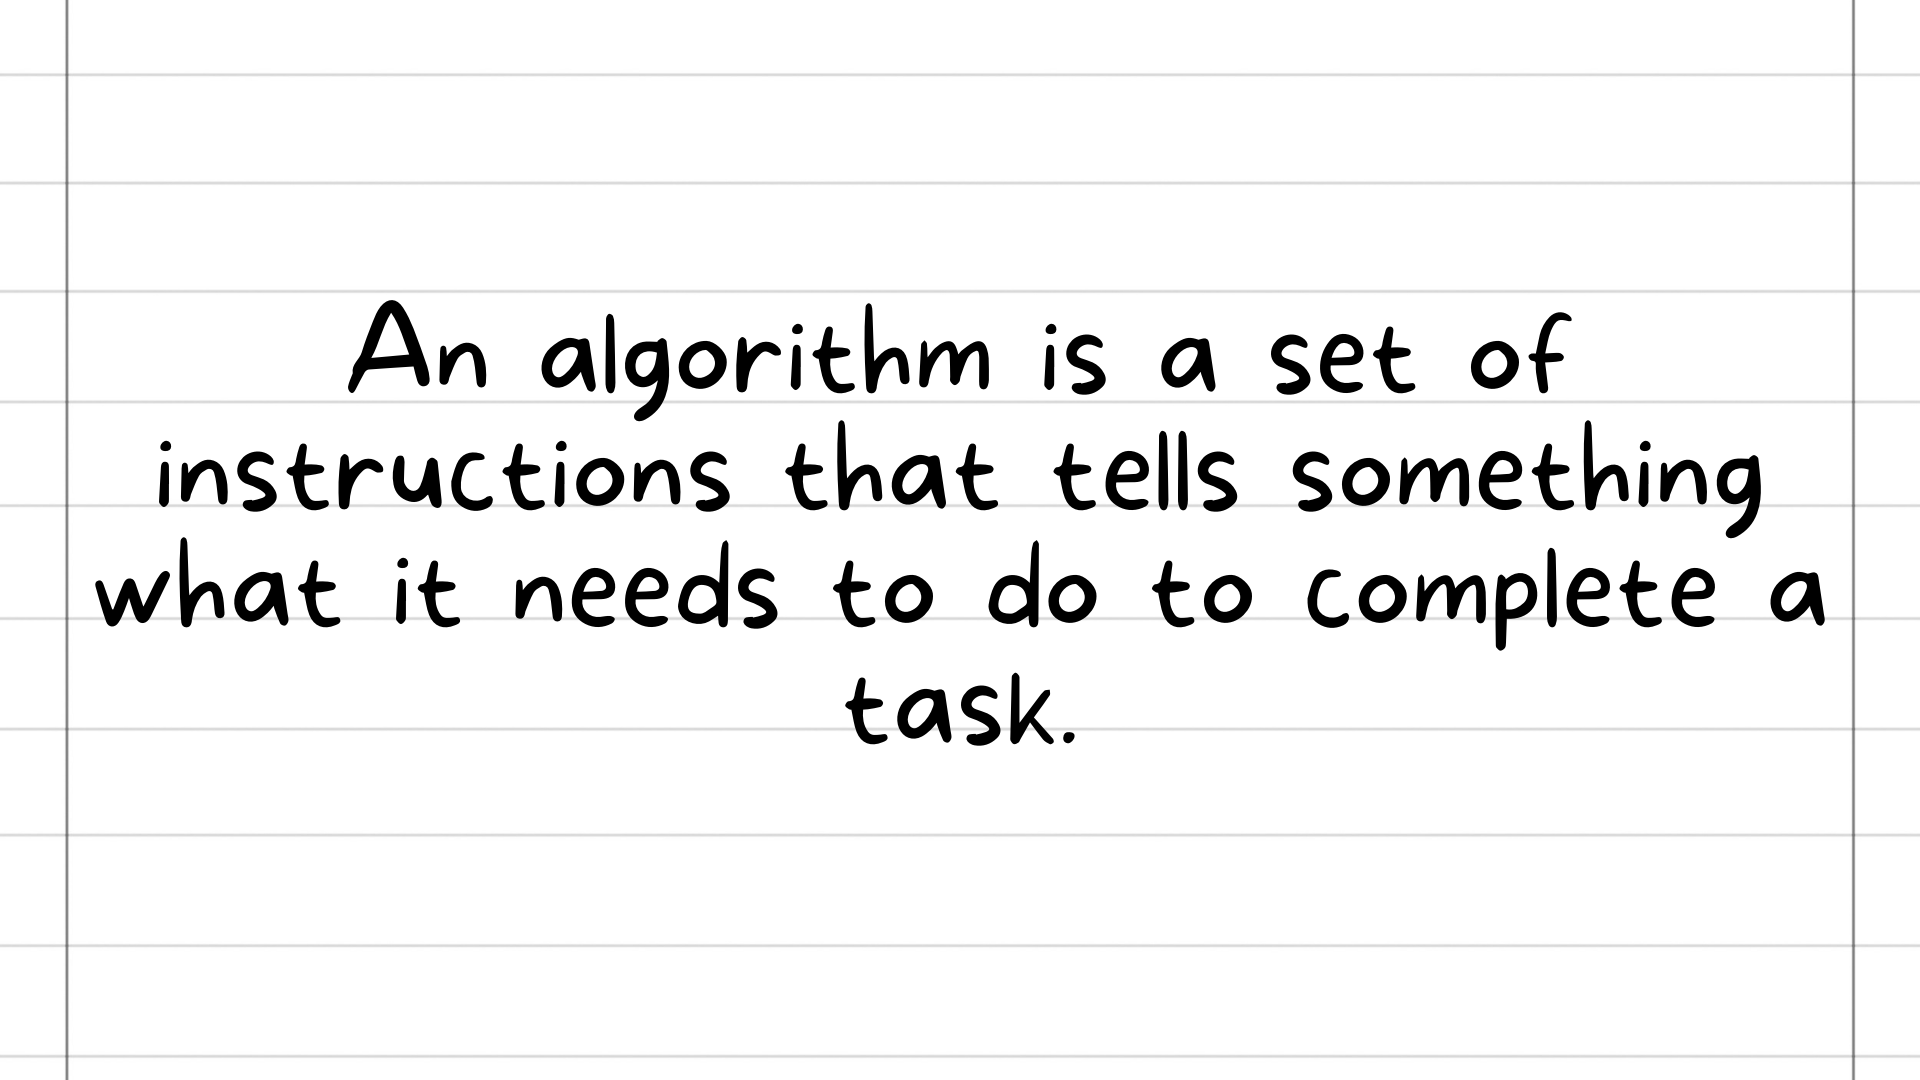 An algorithm is a set of
instructions that tells something
what it needs to do to complete a
task.